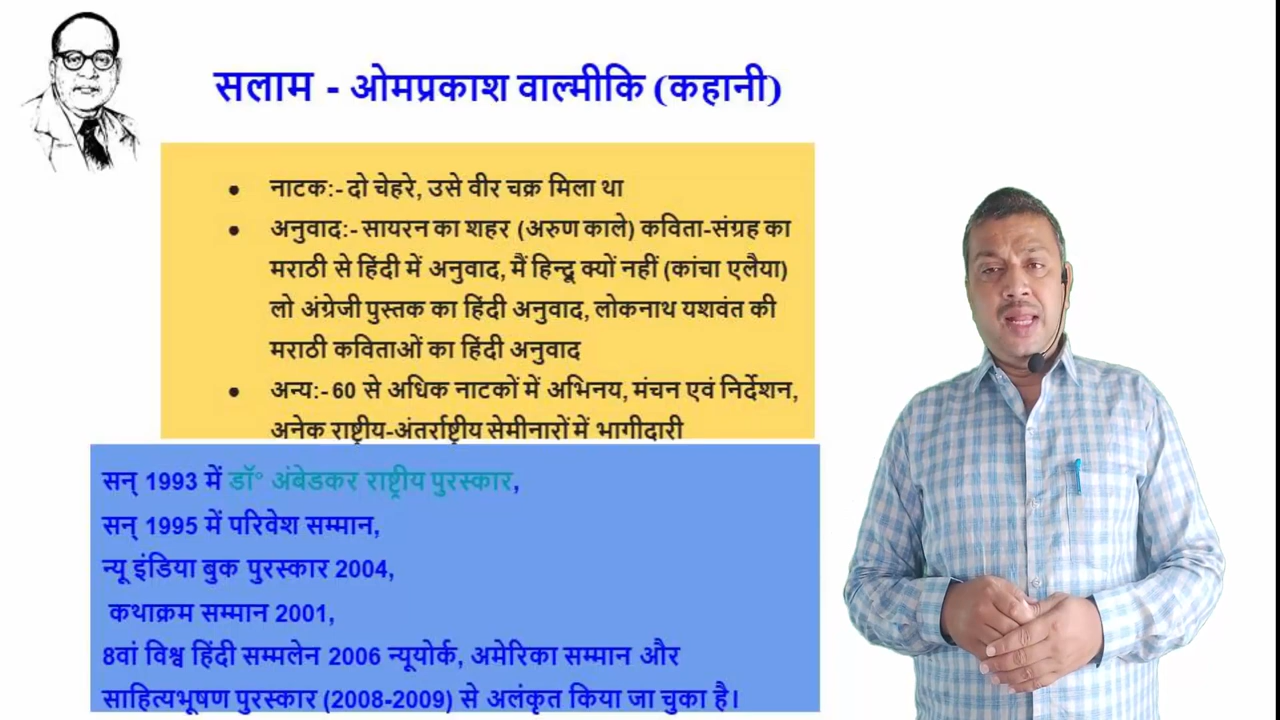 सलाम - ओमप्रकाश वाल्मीकि (कहानी)
● नाटक:- दो चेहरे, उसे वीर चक्र मिला था
● अनुवाद:- सायरन का शहर (अरुण काले) कविता-संग्रह का
मराठी से हिंदी में अनुवाद, मैं हिन्दू क्यों नहीं (कांचा एलैया)
लो अंग्रेजी पुस्तक का हिंदी अनुवाद, लोकनाथ यशवंत की
मराठी कविताओं का हिंदी अनुवाद
● अन्य:- 60 से अधिक नाटकों में अभिनय, मंचन एवं निर्देशन,
अनेक राष्ट्रीय-अंतर्राष्ट्रीय सेमीनारों में भागीदारी
सन् 1993 में डॉ° अंबेडकर राष्ट्रीय पुरस्कार,
सन् 1995 में परिवेश सम्मान,
न्यू इंडिया बुक पुरस्कार 2004,
कथाक्रम सम्मान 2001,
8वां विश्व हिंदी सम्मलेन 2006 न्यूयोर्क, अमेरिका सम्मान और
साहित्यभूषण पुरस्कार (2008-2009) से अलंकृत किया जा चुका है।